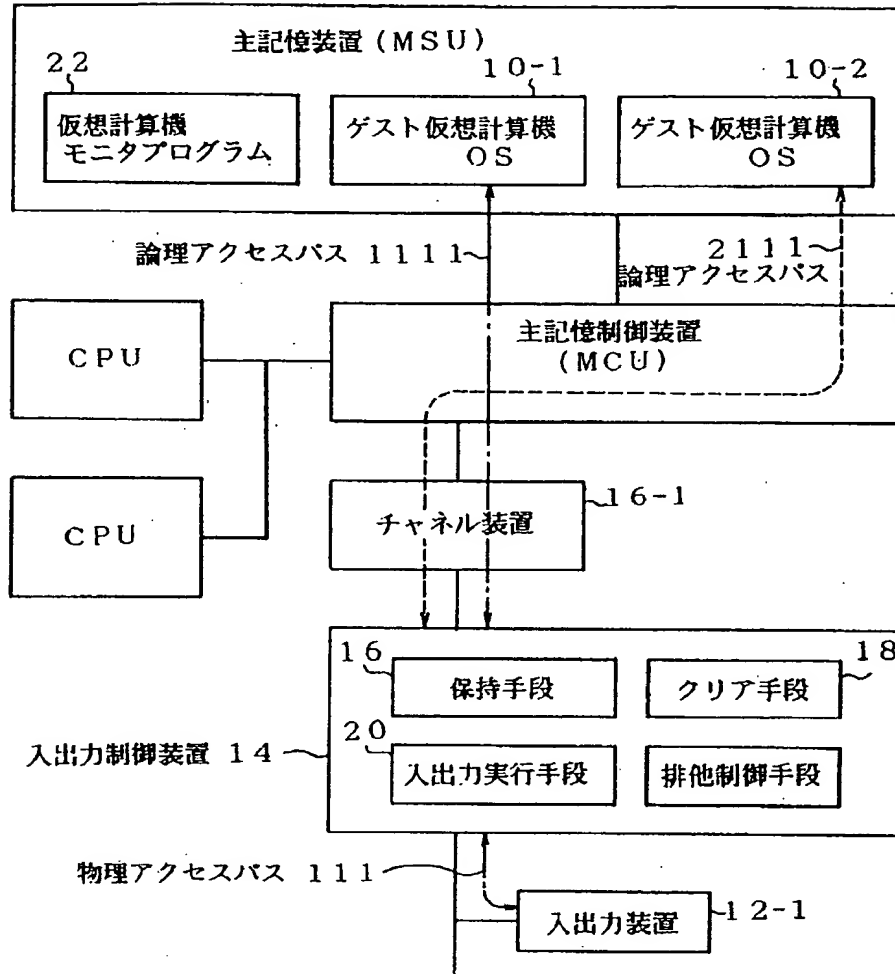 主記憶装置(MSU)
22
10-1
10-2
仮想計算機
モニタプログラム
ゲスト仮想計算機
OS
ゲスト仮想計算機
OS
論理アクセスパス 1111
2111
論理アクセスパス
CPU
主記憶制御装置
(MCU)
CPU
16-1
チャネル装置
16
保持手段
18
クリア手段
入出力制御装置 14
20
入出力実行手段
排他制御手段
物理アクセスパス 111
入出力装置
12-1